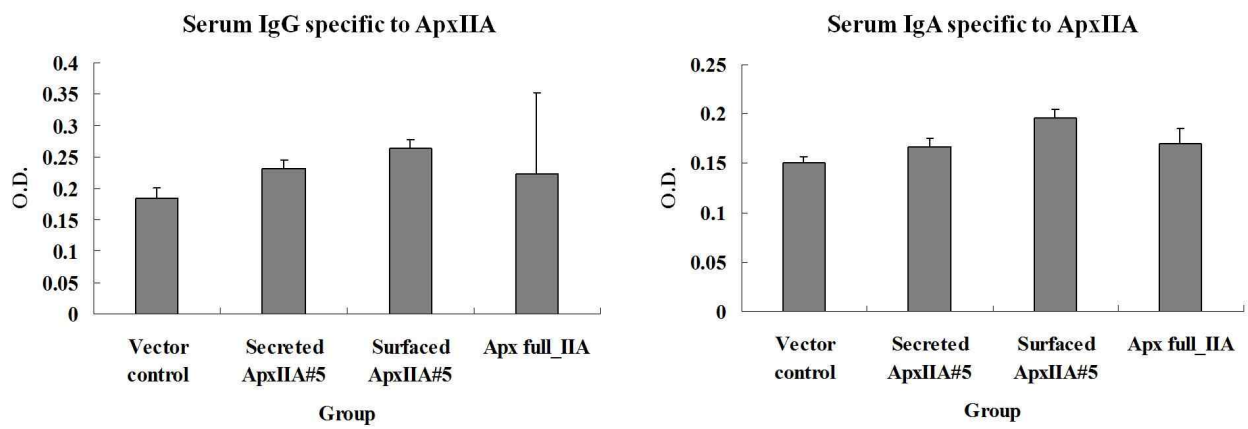 Serum IgG specific to ApxIIA
0.4
0.35
0.3
0.25
0.2
0.15
0.1
0.05
0
O.D.
Vector control
Secreted ApxIIA#5
Surfaced ApxIIA#5
Apx full_IIA
Group
Serum IgA specific to ApxIIA
0.25
0.2
0.15
0.1
0.05
0
O.D.
Vector control
Secreted ApxIIA#5
Surfaced ApxIIA#5
Apx full_IIA
Group